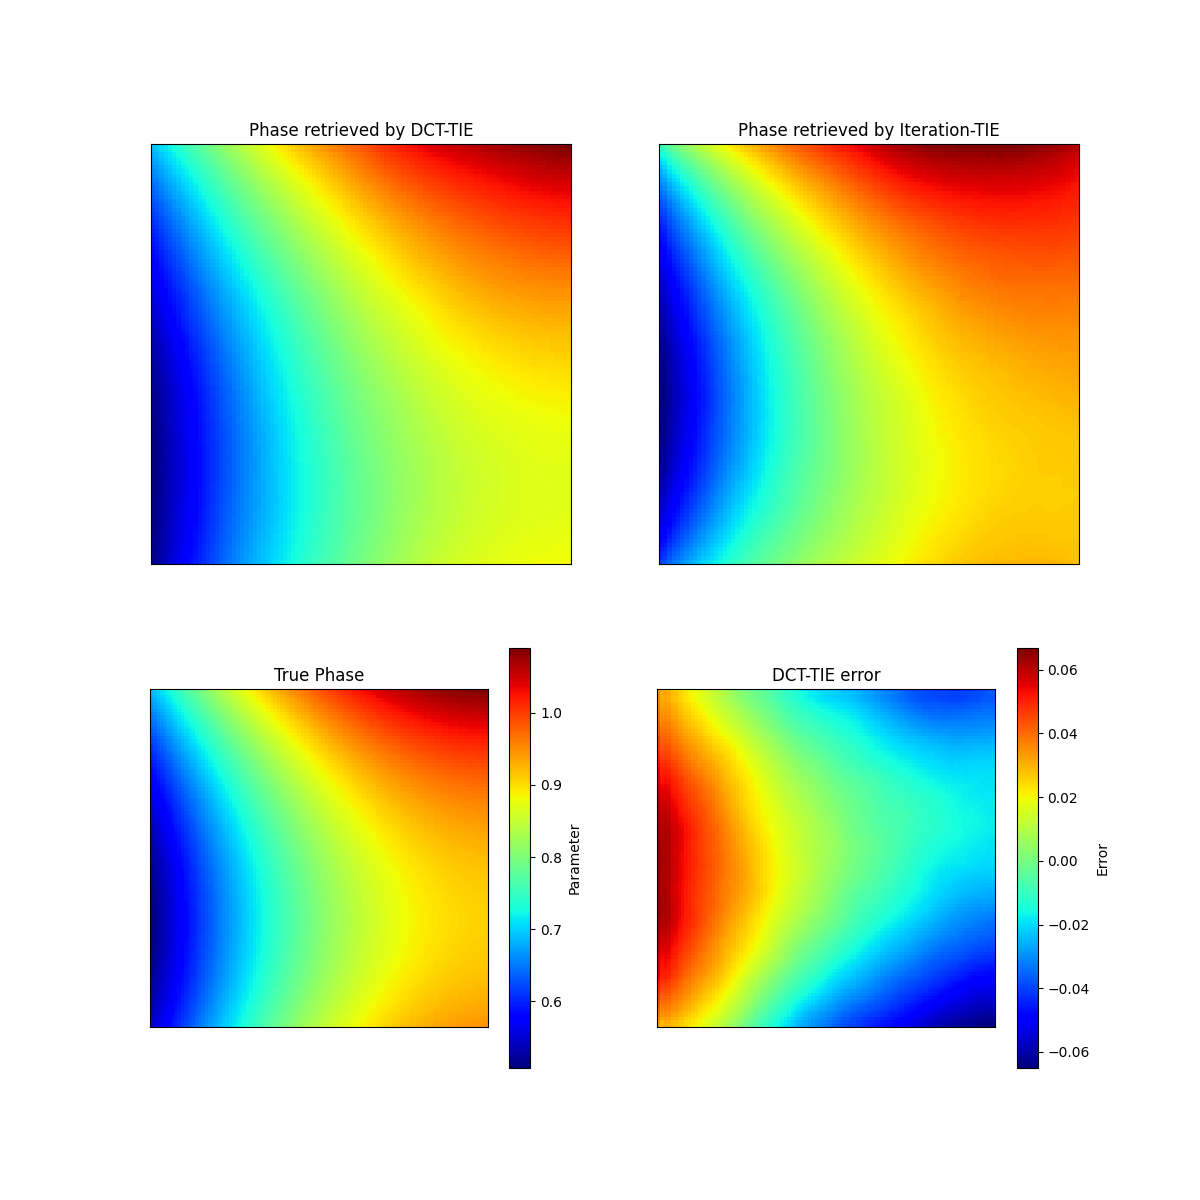 Phase retrieved by DCT-TIE
Phase retrieved by Iteration-TIE
True Phase
1.0
0.9
0.8
0.7
0.6
Parameter
DCT-TIE error
0.06
0.04
0.02
0.00
−0.02
−0.04
−0.06
Error